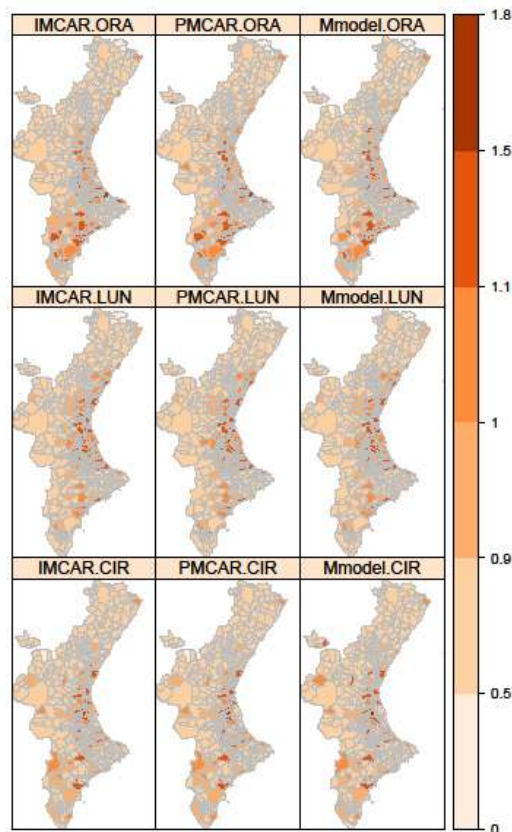 IMCAR.ORA PMCAR.ORA Mmodel.ORA
IMCAR.LUN PMCAR.LUN Mmodel.LUN
IMCAR.CIR PMCAR.CIR Mmodel.CIR
1.8
1.5
1.1
1
0.9
0.5
0